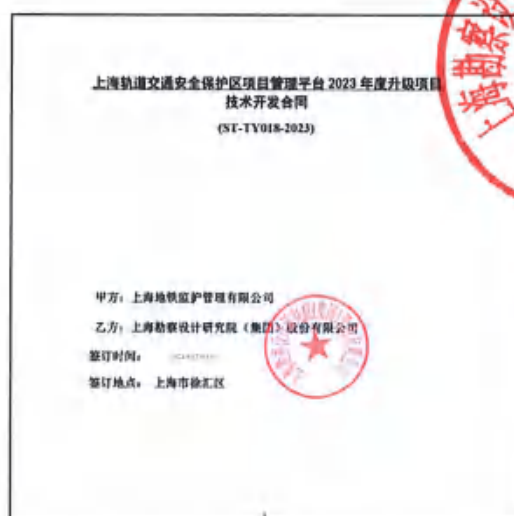 上海轨道交通安全保护区项目管理平台 2023 年度升级项目
技术开发合同
(ST-TY018-2023)
甲方：上海地铁监护管理有限公司
乙方：上海勘察设计研究院（集团）股份有限公司
签订时间：
签订地点：上海市徐汇区